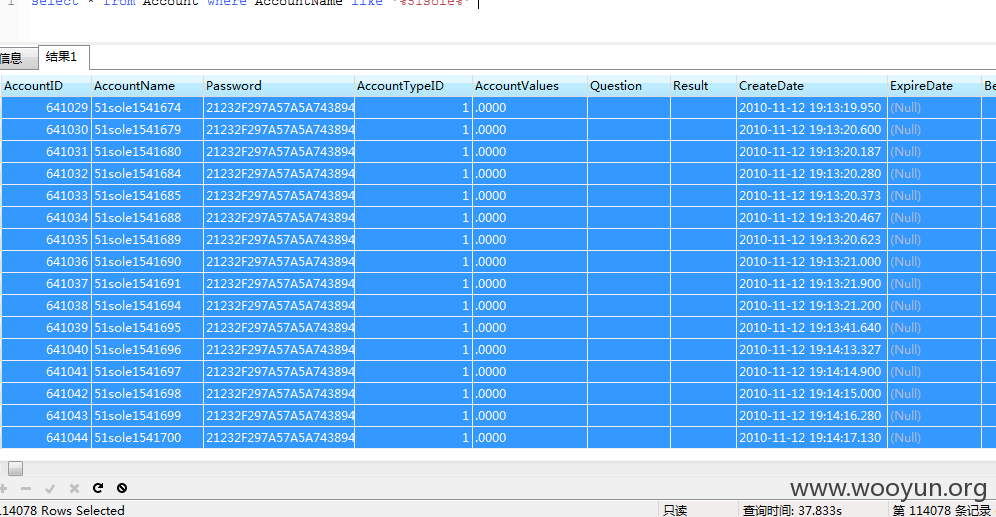 1 select * from Account where AccountName like '%51sole%'
信息 结果1
AccountID AccountName Password AccountTypeID AccountValues Question Result CreateDate ExpireDate Be
641029 51sole1541674 21232F297A57A5A743894 1 .0000 2010-11-12 19:13:19.950 (Null)
641030 51sole1541679 21232F297A57A5A743894 1 .0000 2010-11-12 19:13:20.600 (Null)
641031 51sole1541680 21232F297A57A5A743894 1 .0000 2010-11-12 19:13:20.187 (Null)
641032 51sole1541684 21232F297A57A5A743894 1 .0000 2010-11-12 19:13:20.280 (Null)
641033 51sole1541685 21232F297A57A5A743894 1 .0000 2010-11-12 19:13:20.373 (Null)
641034 51sole1541688 21232F297A57A5A743894 1 .0000 2010-11-12 19:13:20.467 (Null)
641035 51sole1541689 21232F297A57A5A743894 1 .0000 2010-11-12 19:13:20.623 (Null)
641036 51sole1541690 21232F297A57A5A743894 1 .0000 2010-11-12 19:13:21.000 (Null)
641037 51sole1541691 21232F297A57A5A743894 1 .0000 2010-11-12 19:13:21.900 (Null)
641038 51sole1541694 21232F297A57A5A743894 1 .0000 2010-11-12 19:13:21.200 (Null)
641039 51sole1541695 21232F297A57A5A743894 1 .0000 2010-11-12 19:13:41.640 (Null)
641040 51sole1541696 21232F297A57A5A743894 1 .0000 2010-11-12 19:14:13.327 (Null)
641041 51sole1541697 21232F297A57A5A743894 1 .0000 2010-11-12 19:14:14.900 (Null)
641042 51sole1541698 21232F297A57A5A743894 1 .0000 2010-11-12 19:14:15.000 (Null)
641043 51sole1541699 21232F297A57A5A743894 1 .0000 2010-11-12 19:14:16.280 (Null)
641044 51sole1541700 21232F297A57A5A743894 1 .0000 2010-11-12 19:14:17.130 (Null)
www.wooyun.org
114078 Rows Selected 只读 查询时间: 37.833s 第 114078 条记录